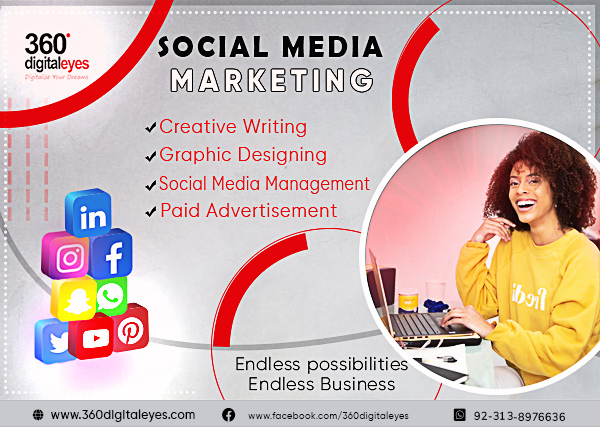 360°
digitaleyes
Digitalize Your Dreams
SOCIAL MEDIA
MARKETING
Creative Writing
Graphic Designing
Social Media Management
Paid Advertisement
in
f
Endless possibilities
Endless Business
www.360digitaleyes.com
www.facebook.com/360digitaleyes
92-313-8976636